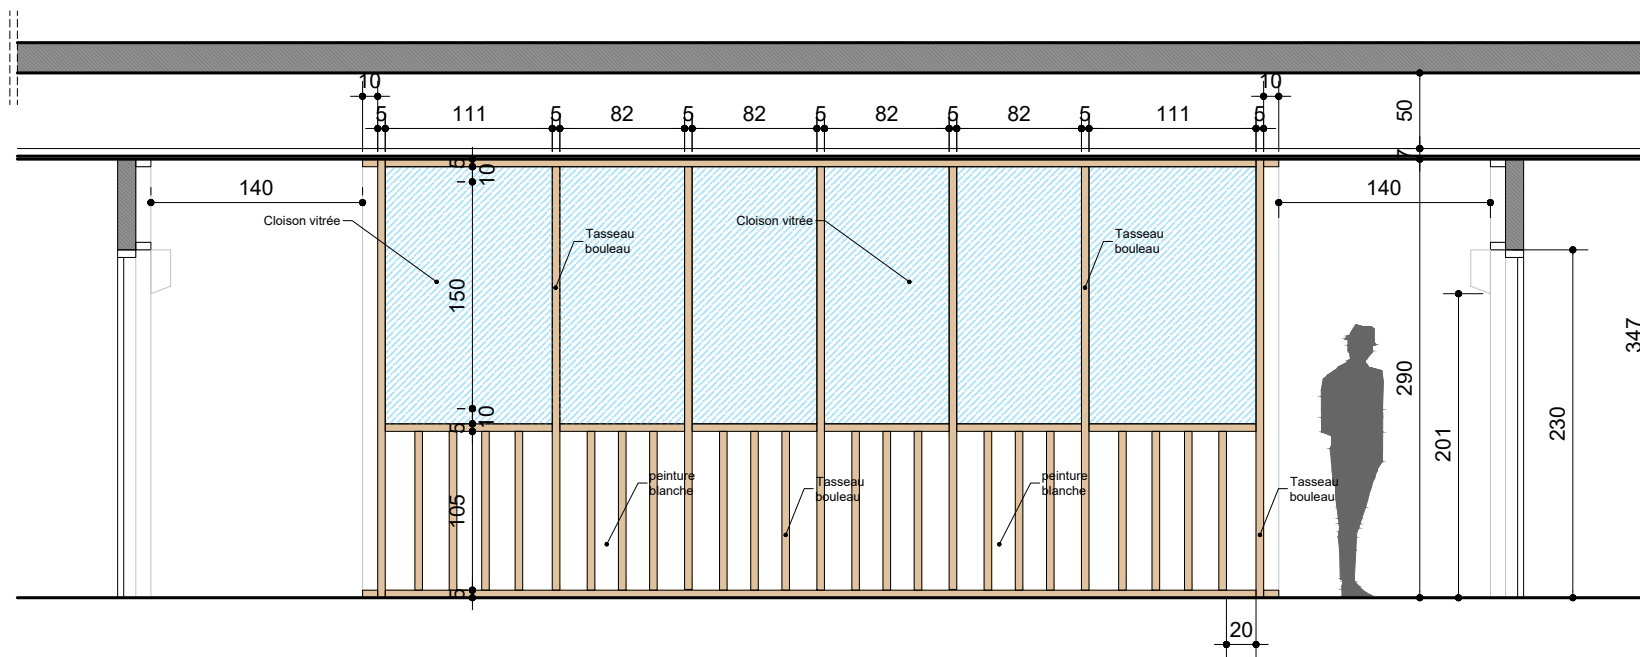 10
10
5
111
5
82
5
82
5
82
5
82
5
111
5
50
7
5
10
140
140
Cloison vitrée
Cloison vitrée
Tasseau
bouleau
Tasseau
bouleau
150
347
290
10
5
201
230
peinture
blanche
Tasseau
bouleau
peinture
blanche
Tasseau
bouleau
105
5
20